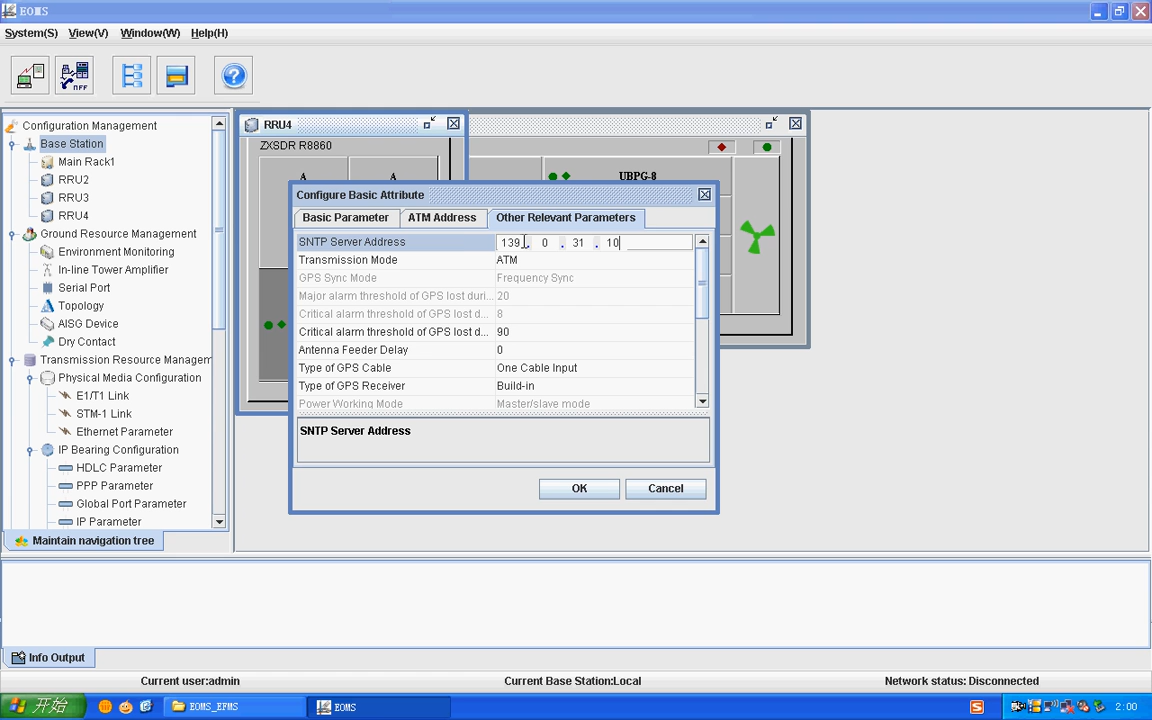 EOMS
System(S) View(V) Window(W) Help(H)
OFF
Configuration Management
Base Station
Main Rack1
RRU2
RRU3
RRU4
Ground Resource Management
Environment Monitoring
In-line Tower Amplifier
Serial Port
Topology
AISG Device
Dry Contact
Transmission Resource Managem
Physical Media Configuration
E1/T1 Link
STM-1 Link
Ethernet Parameter
IP Bearing Configuration
HDLC Parameter
PPP Parameter
Global Port Parameter
IP Parameter
Maintain navigation tree
RRU4
ZXSDR R8860
A A
UBPG-8
Configure Basic Attribute
Basic Parameter ATM Address Other Relevant Parameters
SNTP Server Address 139 . 0 . 31 . 10
Transmission Mode ATM
GPS Sync Mode Frequency Sync
Major alarm threshold of GPS lost duri... 20
Critical alarm threshold of GPS lost d... 8
Critical alarm threshold of GPS lost d... 90
Antenna Feeder Delay 0
Type of GPS Cable One Cable Input
Type of GPS Receiver Build-in
Power Working Mode Master/slave mode
SNTP Server Address
OK Cancel
Info Output
Current user:admin Current Base Station:Local Network status: Disconnected
开始 EOMS_EFMS EOMS 2:00